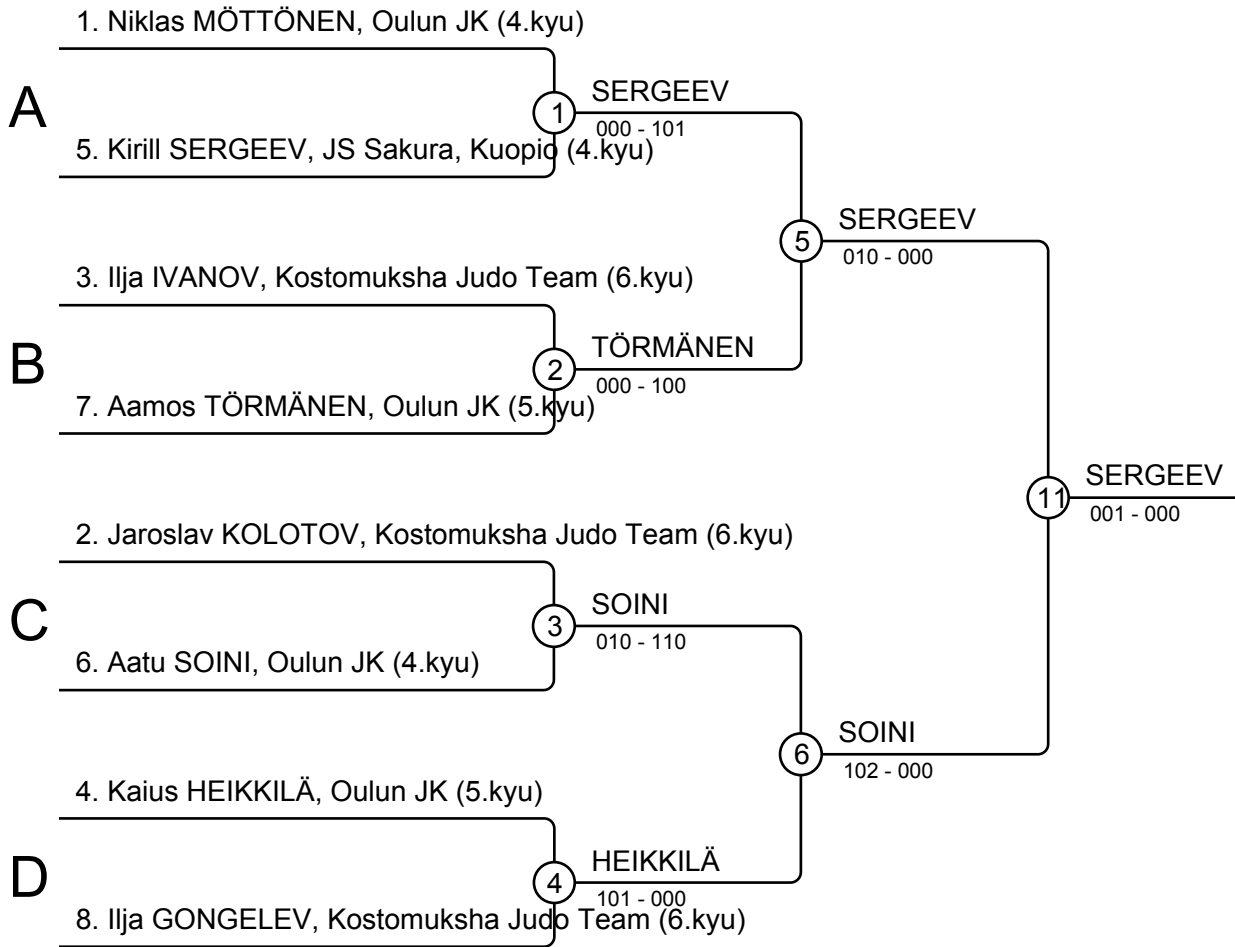 1. Niklas MÖTTÖNEN, Oulun JK (4.kyu)
A
1
SERGEEV
000 - 101
5. Kirill SERGEEV, JS Sakura, Kuopio (4.kyu)
5
SERGEEV
010 - 000
3. Ilja IVANOV, Kostomuksha Judo Team (6.kyu)
B
2
TÖRMÄNEN
000 - 100
7. Aamos TÖRMÄNEN, Oulun JK (5.kyu)
11
SERGEEV
001 - 000
2. Jaroslav KOLOTOV, Kostomuksha Judo Team (6.kyu)
C
3
SOINI
010 - 110
6. Aatu SOINI, Oulun JK (4.kyu)
6
SOINI
102 - 000
4. Kaius HEIKKILÄ, Oulun JK (5.kyu)
D
4
HEIKKILÄ
101 - 000
8. Ilja GONGELEV, Kostomuksha Judo Team (6.kyu)